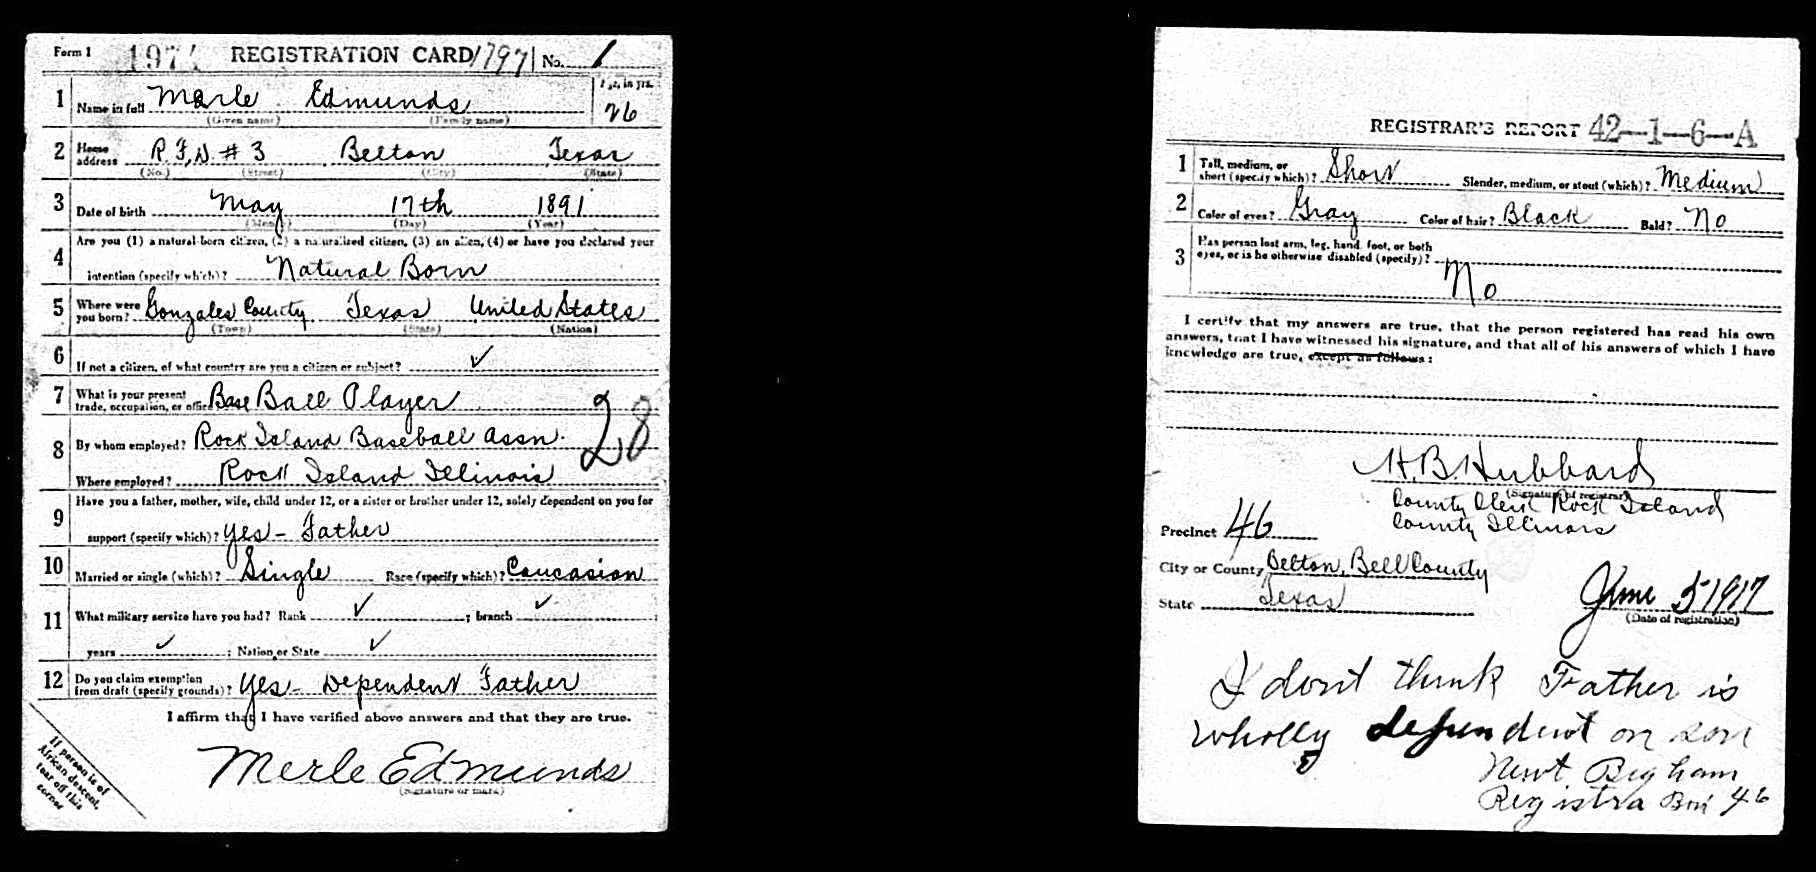 Form 1 197 REGISTRATION CARD 1797 No. 1
1 Name in full Merle Edmunds Age, in yrs. 26
(Given name) (Family name)
2 Home address R.F.D. # 3 Belton Texas
(No.) (Street) (City) (State)
3 Date of birth May 17th 1891
(Month) (Day) (Year)
4 Are you (1) a natural-born citizen, (2) a naturalized citizen, (3) an alien, (4) or have you declared your
intention (specify which)? Natural Born
5 Where were you born? Gonzales County Texas United States
(Town) (State) (Nation)
6 If not a citizen, of what country are you a citizen or subject? ✓
7 What is your present trade, occupation, or office? Base Ball Player
8 By whom employed? Rock Island Baseball Assn. 28
Where employed? Rock Island Illinois
9 Have you a father, mother, wife, child under 12, or a sister or brother under 12, solely dependent on you for
support (specify which)? Yes - Father
10 Married or single (which)? Single Race (specify which)? Caucasion
11 What military service have you had? Rank ✓ ; branch ✓ ;
years ✓ ; Nation or State ✓
12 Do you claim exemption from draft (specify grounds)? Yes - Dependent Father
I affirm that I have verified above answers and that they are true.
Merle Edmunds
(Signature or mark)
If person is of
African descent,
tear off this
corner
REGISTRAR'S REPORT 42-1-6-A
1 Tall, medium, or short (specify which)? Short Slender, medium, or stout (which)? Medium
2 Color of eyes? Gray Color of hair? Black Bald? No
3 Has person lost arm, leg, hand, foot, or both
eyes, or is he otherwise disabled (specify)?
No
I certify that my answers are true, that the person registered has read his own
answers, that I have witnessed his signature, and that all of his answers of which I have
knowledge are true, except as follows:
H. B. Hubbard
(Signature of registrar)
County Clerk Rock Island
County Illinois
Precinct 46
City or County Belton, Bell County
State Texas
June 5 1917
(Date of registration)
I dont think Father is
wholly dependent on son
Newt Bigham
Registra 46